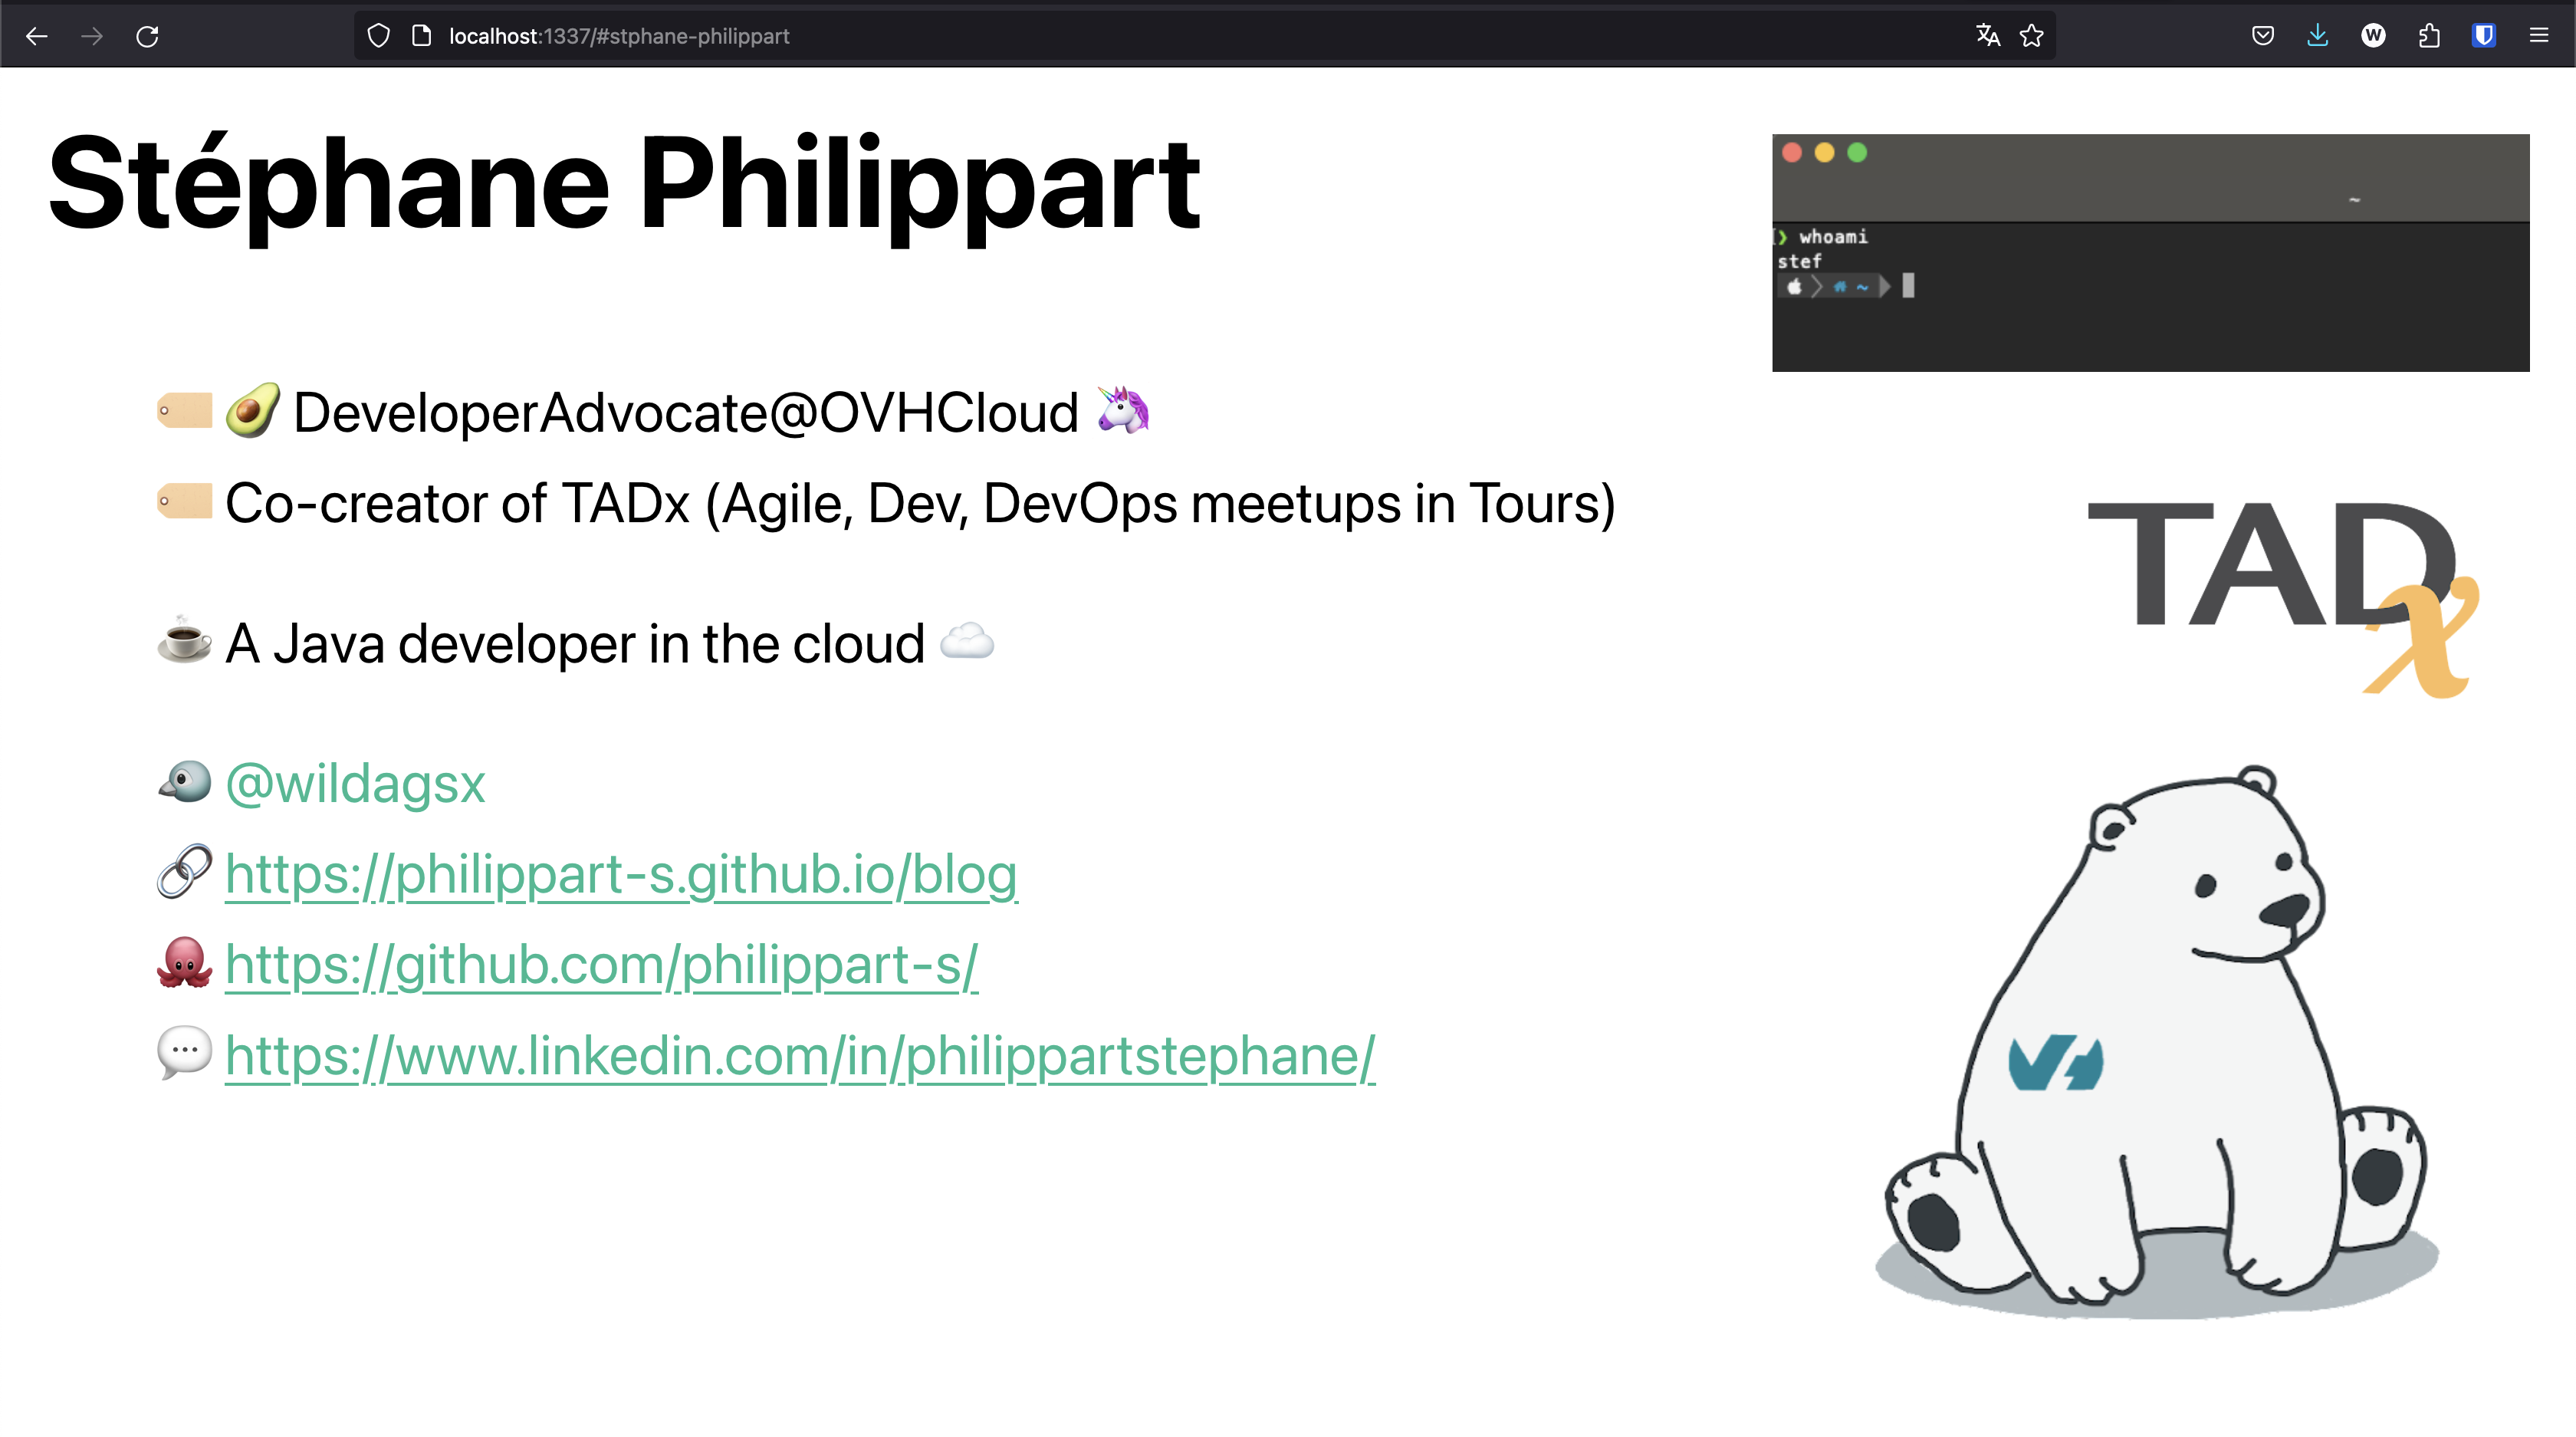 localhost:1337/#stphane-philippart
Stéphane Philippart
~
❯ whoami
stef
~
🏷️ 🥑 DeveloperAdvocate@OVHCloud 🦄
🏷️ Co-creator of TADx (Agile, Dev, DevOps meetups in Tours)
TADx
☕️ A Java developer in the cloud ☁️
🐦 @wildagsx
🔗 https://philippart-s.github.io/blog
🐙 https://github.com/philippart-s/
💬 https://www.linkedin.com/in/philippartstephane/